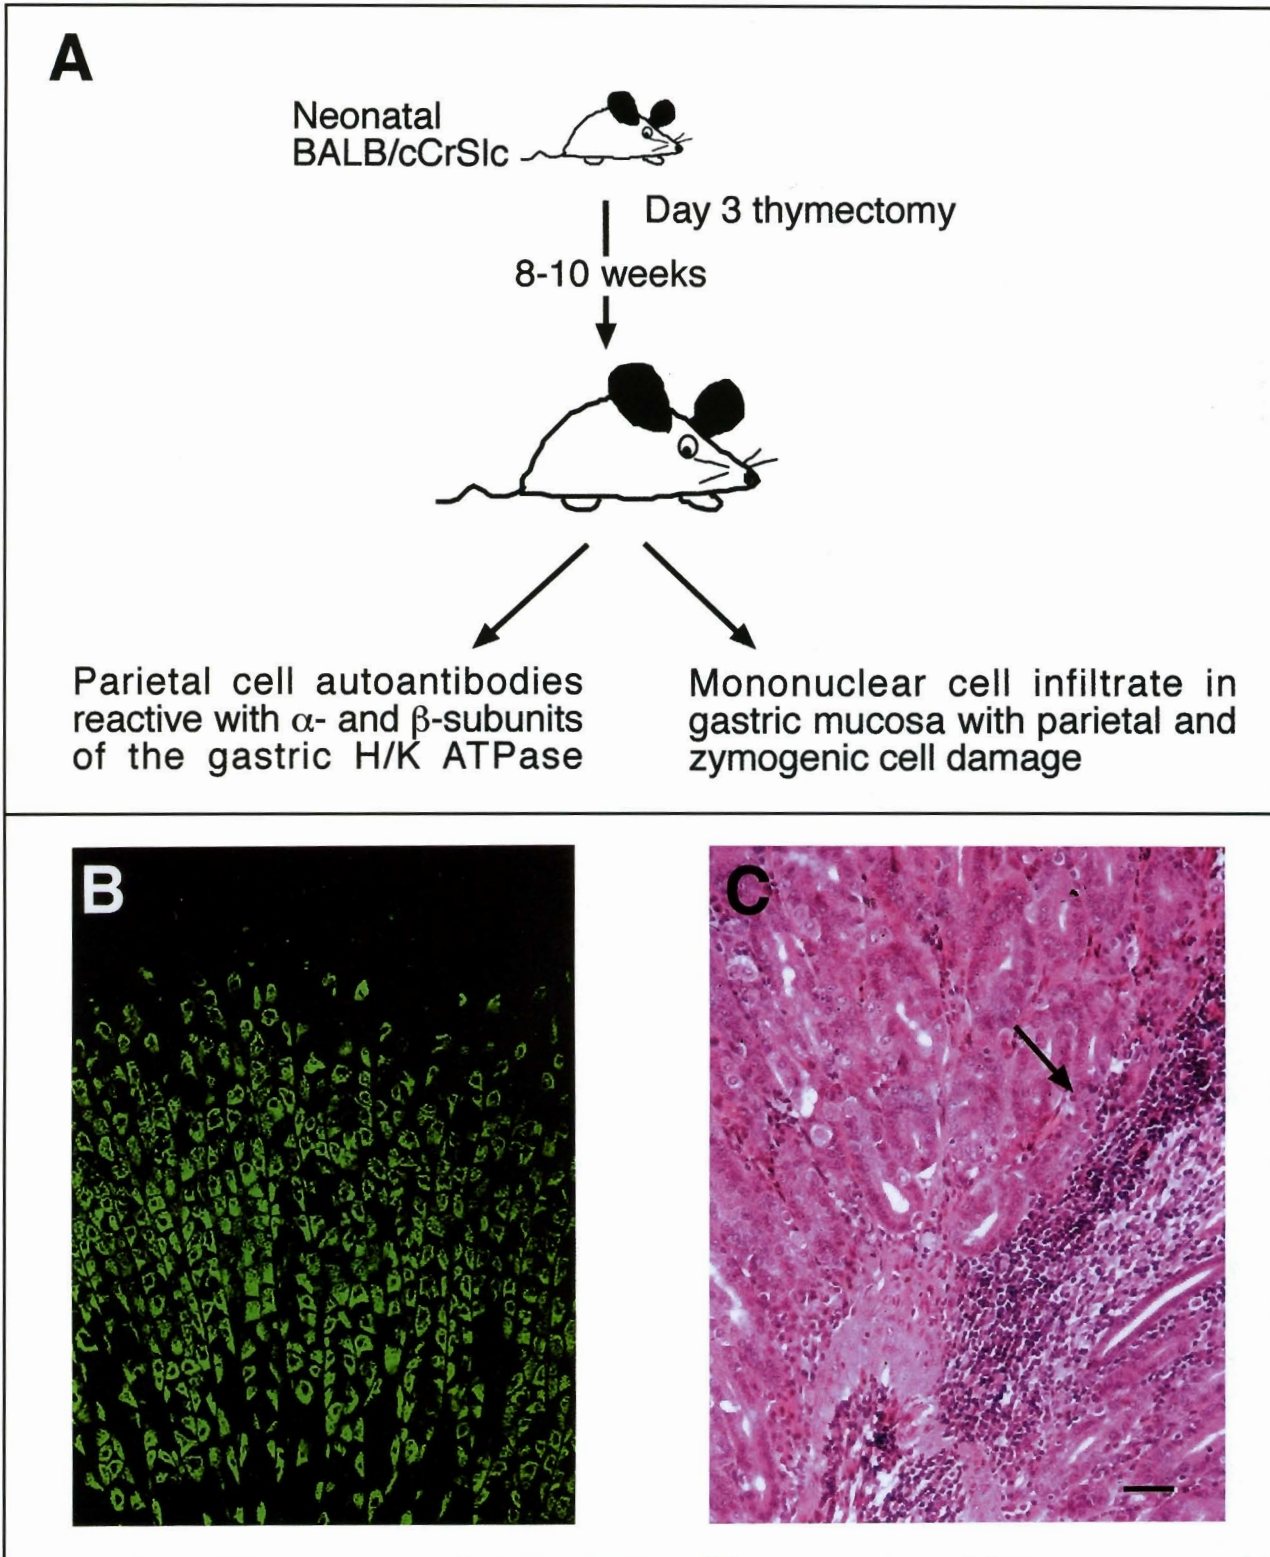 A
Neonatal
BALB/cCrSlc
Day 3 thymectomy
8-10 weeks
Parietal cell autoantibodies
reactive with α- and β-subunits
of the gastric H/K ATPase
Mononuclear cell infiltrate in
gastric mucosa with parietal and
zymogenic cell damage
B
C